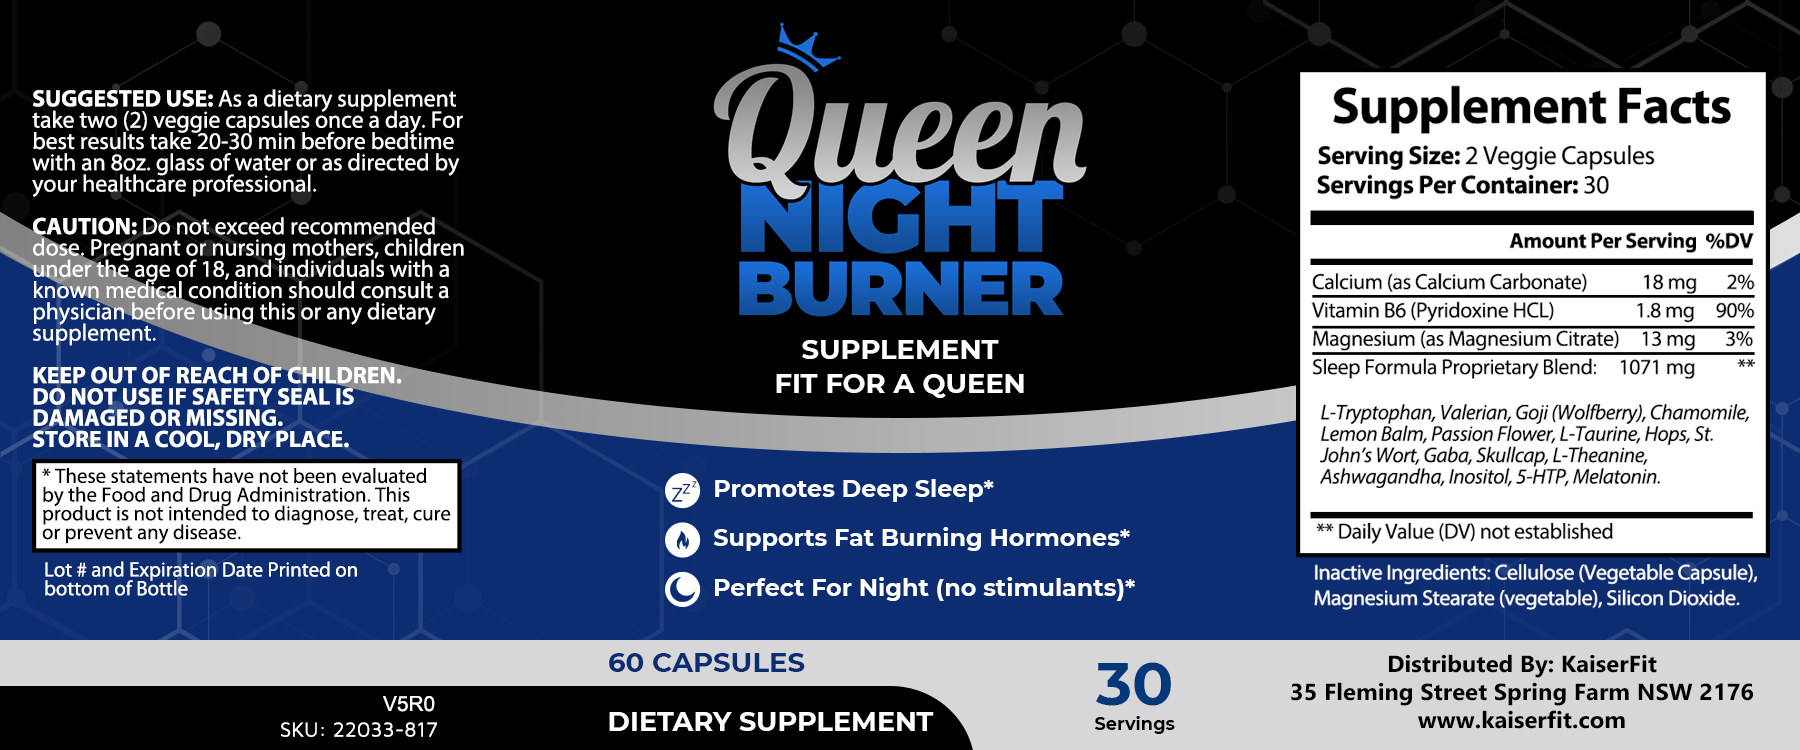 SUGGESTED USE: As a dietary supplement
take two (2) veggie capsules once a day. For
best results take 20-30 min before bedtime
with an 8oz. glass of water or as directed by
your healthcare professional.
CAUTION: Do not exceed recommended
dose. Pregnant or nursing mothers, children
under the age of 18, and individuals with a
known medical condition should consult a
physician before using this or any dietary
supplement.
KEEP OUT OF REACH OF CHILDREN.
DO NOT USE IF SAFETY SEAL IS
DAMAGED OR MISSING.
STORE IN A COOL, DRY PLACE.
* These statements have not been evaluated
by the Food and Drug Administration. This
product is not intended to diagnose, treat, cure
or prevent any disease.
Lot # and Expiration Date Printed on
bottom of Bottle
V5R0
SKU: 22033-817
Queen
NIGHT
BURNER
SUPPLEMENT
FIT FOR A QUEEN
zzz
Promotes Deep Sleep*
Supports Fat Burning Hormones*
Perfect For Night (no stimulants)*
60 CAPSULES
DIETARY SUPPLEMENT
30
Servings
Supplement Facts
Serving Size: 2 Veggie Capsules
Servings Per Container: 30
Amount Per Serving %DV
Calcium (as Calcium Carbonate) 18 mg 2%
Vitamin B6 (Pyridoxine HCL) 1.8 mg 90%
Magnesium (as Magnesium Citrate) 13 mg 3%
Sleep Formula Proprietary Blend: 1071 mg **
L-Tryptophan, Valerian, Goji (Wolfberry), Chamomile,
Lemon Balm, Passion Flower, L-Taurine, Hops, St.
John's Wort, Gaba, Skullcap, L-Theanine,
Ashwagandha, Inositol, 5-HTP, Melatonin.
** Daily Value (DV) not established
Inactive Ingredients: Cellulose (Vegetable Capsule),
Magnesium Stearate (vegetable), Silicon Dioxide.
Distributed By: KaiserFit
35 Fleming Street Spring Farm NSW 2176
www.kaiserfit.com